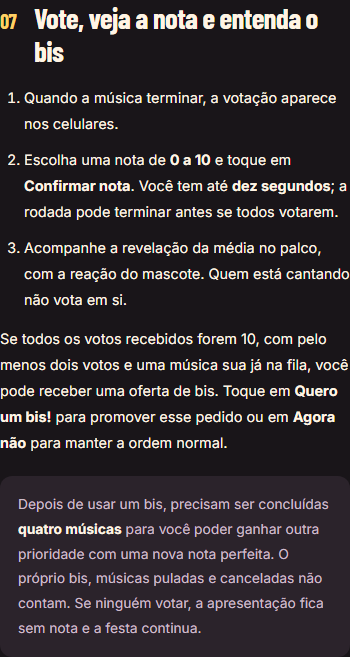 07 Vote, veja a nota e entenda o
bis
1. Quando a música terminar, a votação aparece
nos celulares.
2. Escolha uma nota de 0 a 10 e toque em
Confirmar nota. Você tem até dez segundos; a
rodada pode terminar antes se todos votarem.
3. Acompanhe a revelação da média no palco,
com a reação do mascote. Quem está cantando
não vota em si.
Se todos os votos recebidos forem 10, com pelo
menos dois votos e uma música sua já na fila, você
pode receber uma oferta de bis. Toque em Quero
um bis! para promover esse pedido ou em Agora
não para manter a ordem normal.
Depois de usar um bis, precisam ser concluídas
quatro músicas para você poder ganhar outra
prioridade com uma nova nota perfeita. O
próprio bis, músicas puladas e canceladas não
contam. Se ninguém votar, a apresentação fica
sem nota e a festa continua.